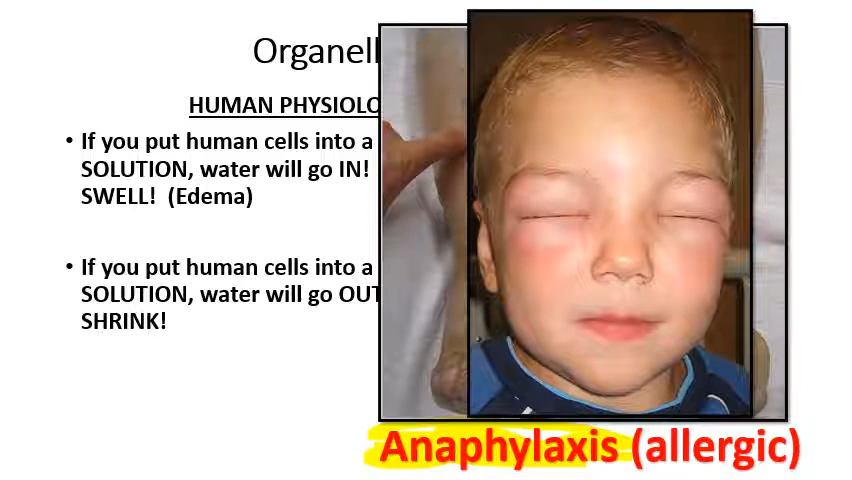 Organell
HUMAN PHYSIOLO
• If you put human cells into a
SOLUTION, water will go IN!
SWELL! (Edema)
• If you put human cells into a
SOLUTION, water will go OUT
SHRINK!
Anaphylaxis (allergic)